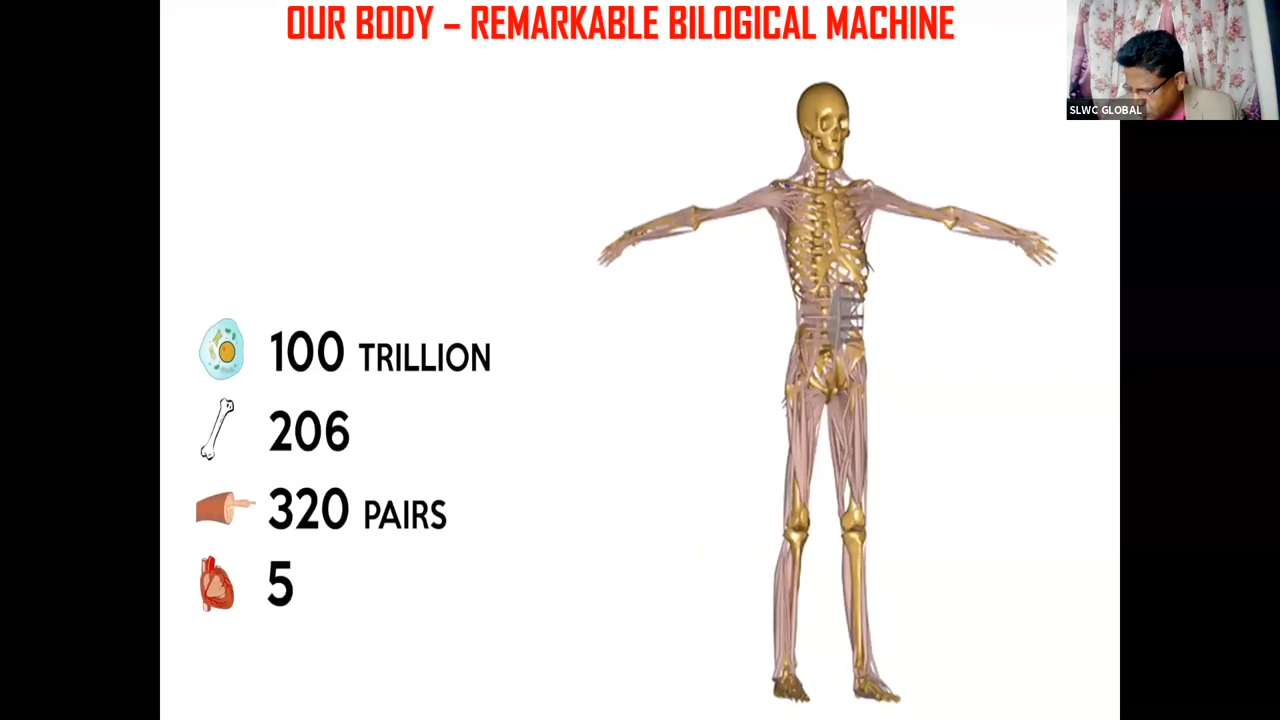 OUR BODY – REMARKABLE BILOGICAL MACHINE
SLWC GLOBAL
100 TRILLION
206
320 PAIRS
5